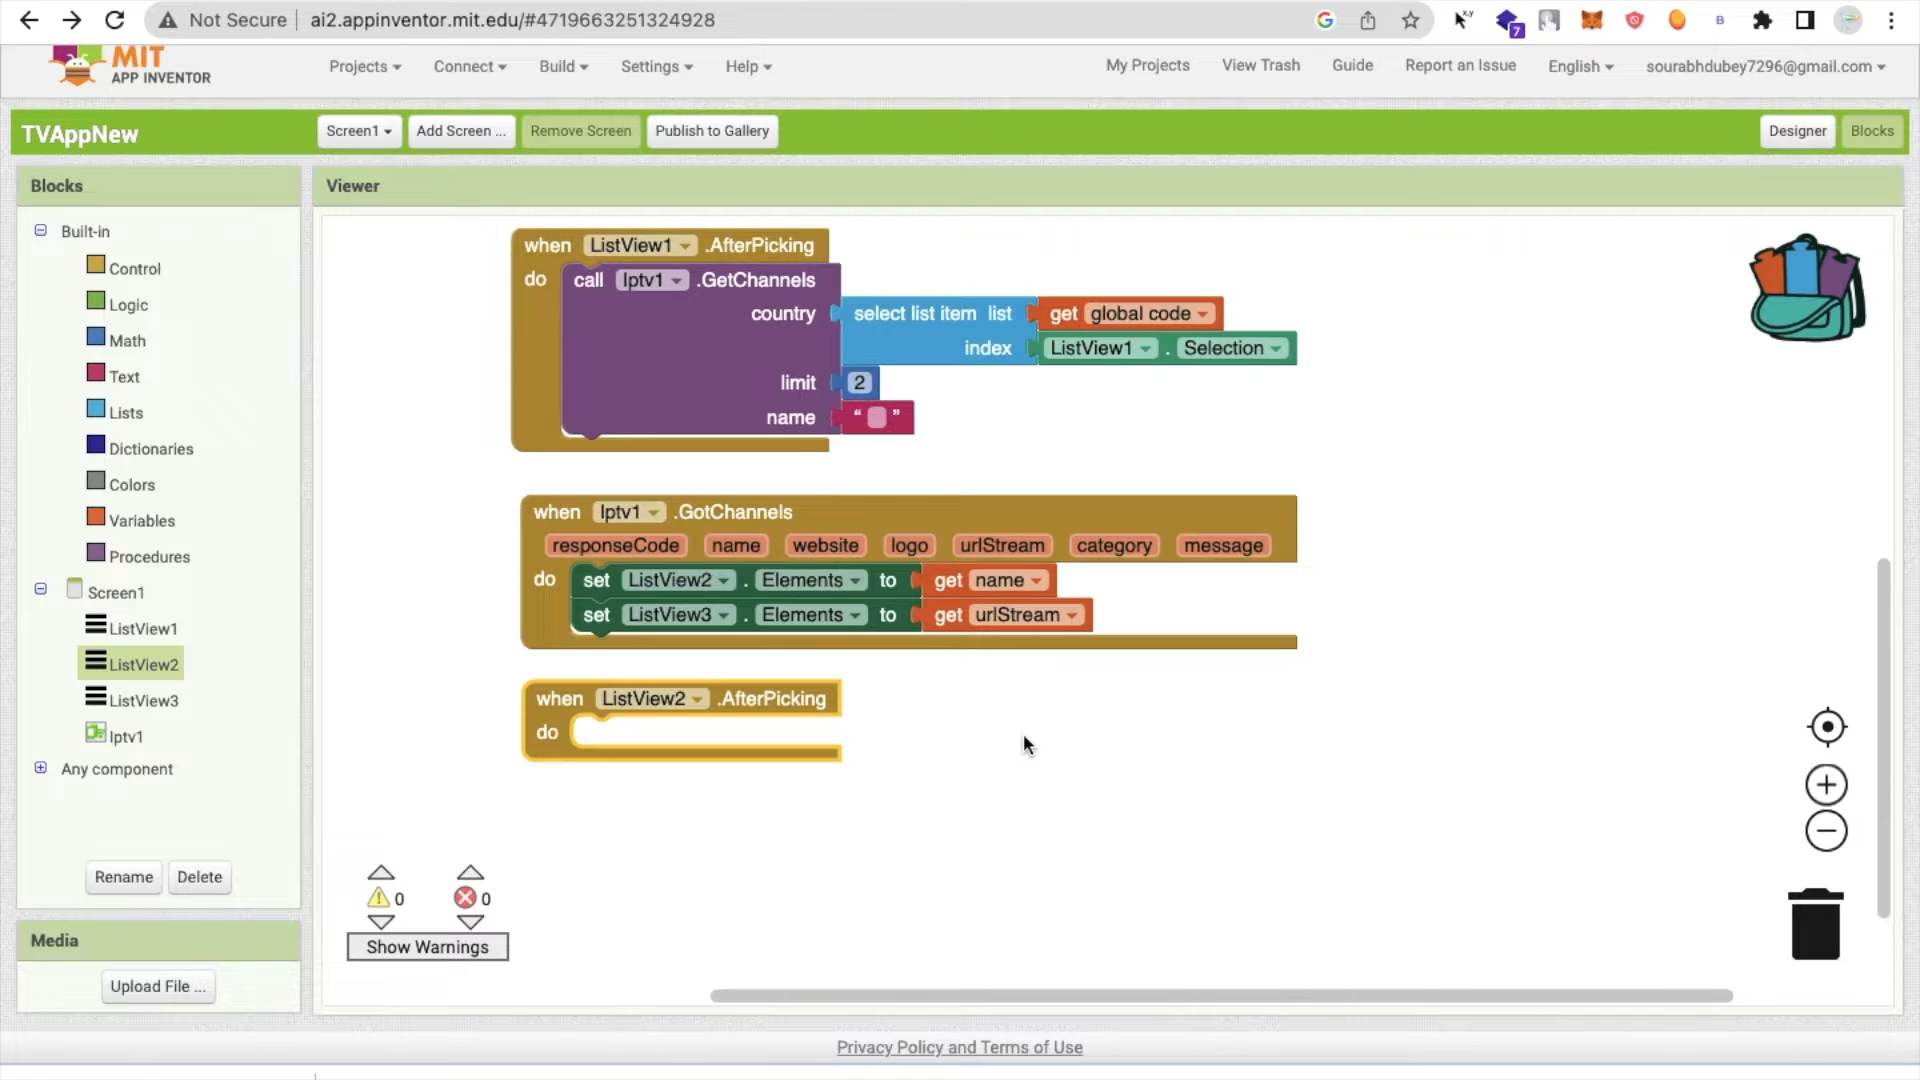 Not Secure ai2.appinventor.mit.edu/#4719663251324928
7
x,y
B
MIT
APP INVENTOR
Projects
Connect
Build
Settings
Help
My Projects
View Trash
Guide
Report an Issue
English
sourabhdubey7296@gmail.com
TVAppNew
Screen1
Add Screen ...
Remove Screen
Publish to Gallery
Designer
Blocks
Blocks
Viewer
Built-in
Control
Logic
Math
Text
Lists
Dictionaries
Colors
Variables
Procedures
Screen1
ListView1
ListView2
ListView3
Iptv1
Any component
Rename
Delete
Media
Upload File ...
when ListView1 .AfterPicking
do call Iptv1 .GetChannels
country select list item list get global code
index ListView1 . Selection
limit 2
name “ ”
when Iptv1 .GotChannels
responseCode name website logo urlStream category message
do set ListView2 . Elements to get name
set ListView3 . Elements to get urlStream
when ListView2 .AfterPicking
do
0 0
Show Warnings
Privacy Policy and Terms of Use